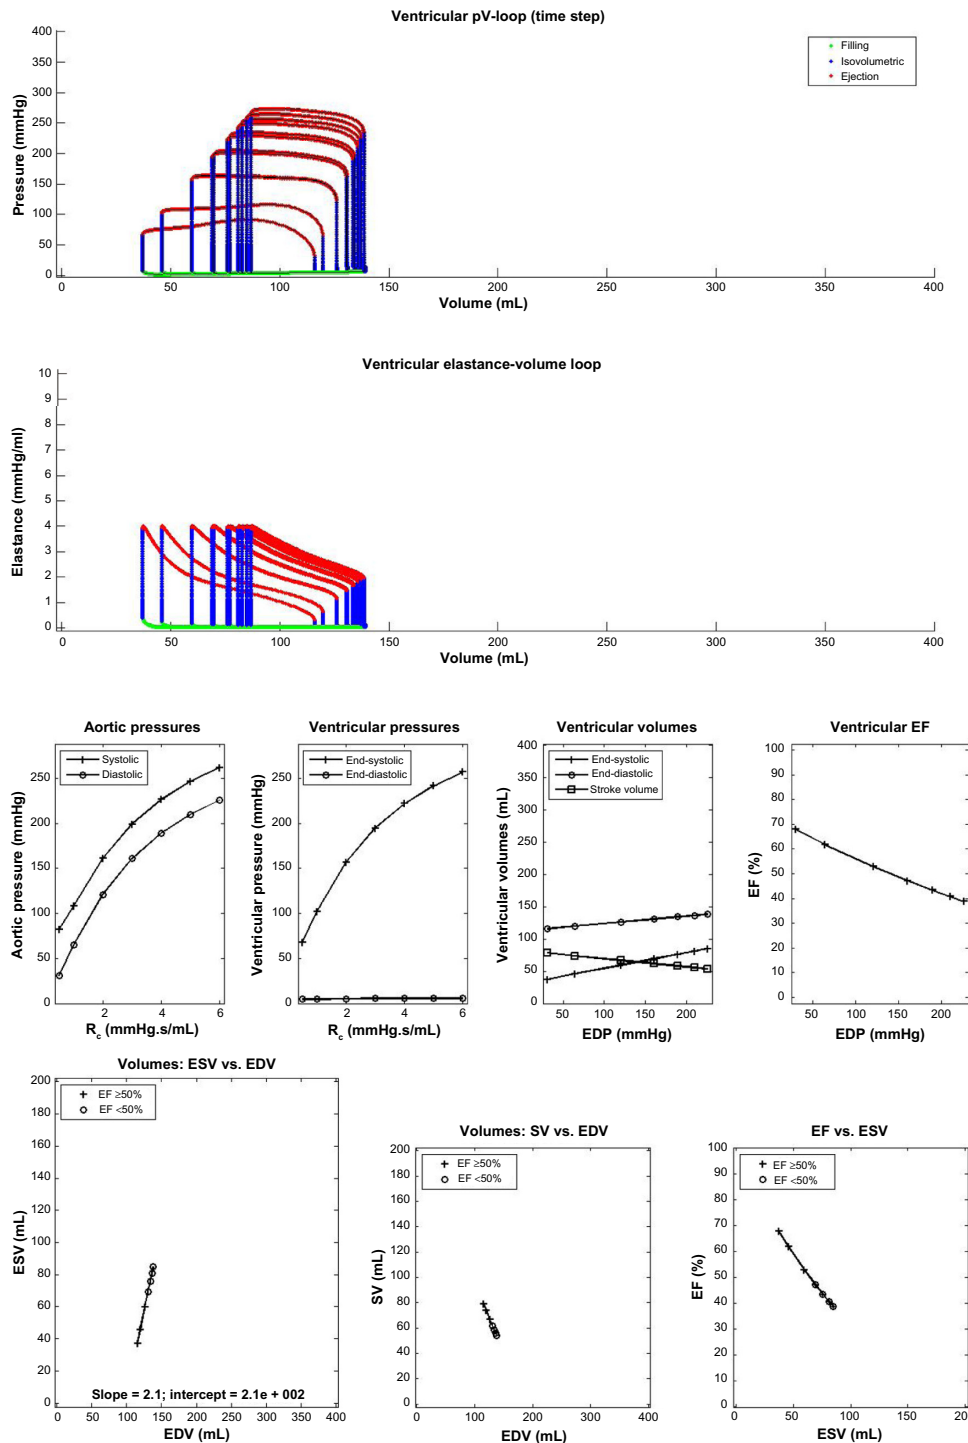 Ventricular pV-loop (time step)
400
350
300
250
200
150
100
50
0
Pressure (mmHg)
Filling
Isovolumetric
Ejection
0 50 100 150 200 250 300 350 400
Volume (mL)
Ventricular elastance-volume loop
10
9
8
7
6
5
4
3
2
1
0
Elastance (mmHg/ml)
0 50 100 150 200 250 300 350 400
Volume (mL)
Aortic pressures
Systolic
Diastolic
250
200
150
100
50
0
Aortic pressure (mmHg)
2 4 6
Rc (mmHg.s/mL)
Ventricular pressures
End-systolic
End-diastolic
250
200
150
100
50
0
Ventricular pressure (mmHg)
2 4 6
Rc (mmHg.s/mL)
Ventricular volumes
End-systolic
End-diastolic
Stroke volume
400
350
300
250
200
150
100
50
0
Ventricular volumes (mL)
50 100 150 200
EDP (mmHg)
Ventricular EF
100
90
80
70
60
50
40
30
20
10
0
EF (%)
50 100 150 200
EDP (mmHg)
Volumes: ESV vs. EDV
EF ≥50%
EF <50%
200
180
160
140
120
100
80
60
40
20
0
ESV (mL)
Slope = 2.1; intercept = 2.1e + 002
0 100 200 300 400
EDV (mL)
Volumes: SV vs. EDV
EF ≥50%
EF <50%
200
180
160
140
120
100
80
60
40
20
0
SV (mL)
0 100 200 300 400
EDV (mL)
EF vs. ESV
EF ≥50%
EF <50%
100
90
80
70
60
50
40
30
20
10
0
EF (%)
0 50 100 150 200
ESV (mL)